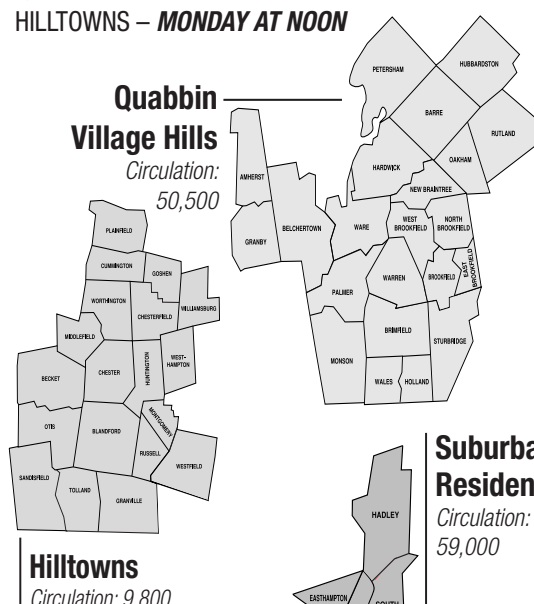 HILLTOWNS – MONDAY AT NOON
Quabbin
Village Hills
Circulation:
50,500
PETERSHAM
HUBBARDSTON
BARRE
RUTLAND
HARDWICK
OAKHAM
NEW BRAINTREE
AMHERST
GRANBY
BELCHERTOWN
WARE
WEST
BROOKFIELD
NORTH
BROOKFIELD
PALMER
WARREN
BROOKFIELD
EAST
BROOKFIELD
MONSON
BRIMFIELD
STURBRIDGE
WALES
HOLLAND
PLAINFIELD
CUMMINGTON
GOSHEN
WORTHINGTON
CHESTERFIELD
WILLIAMSBURG
MIDDLEFIELD
BECKET
CHESTER
HUNTINGTON
WEST-
HAMPTON
OTIS
BLANDFORD
MONTGOMERY
RUSSELL
WESTFIELD
SANDISFIELD
TOLLAND
GRANVILLE
Hilltowns
Circulation: 9,800
Suburba
Residen
Circulation:
59,000
HADLEY
EASTHAMPTON
SOUTH